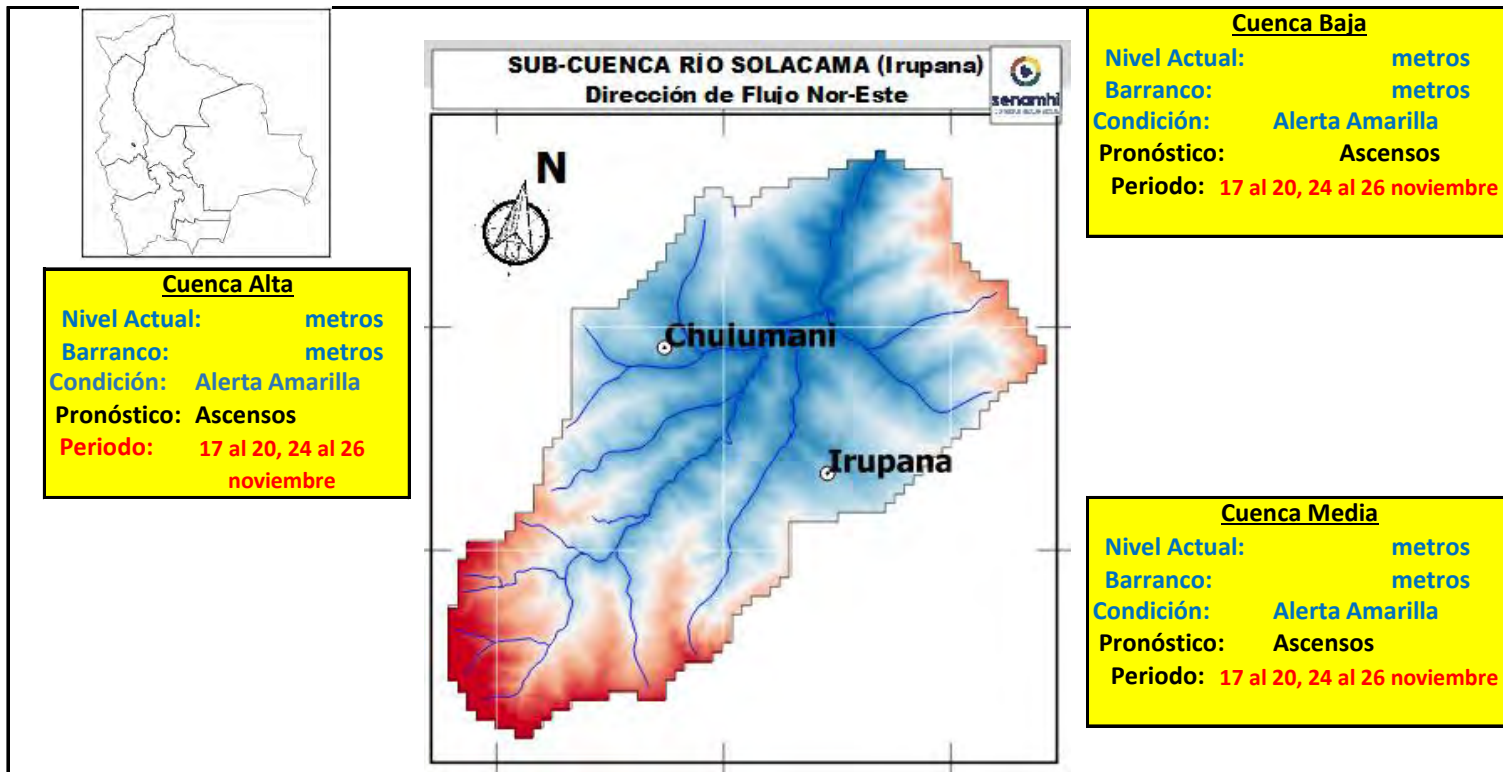 SUB-CUENCA RÍO SOLACAMA (Irupana)
Dirección de Flujo Nor-Este
senamhi
N
Chulumani
Irupana
Cuenca Alta
Nivel Actual: metros
Barranco: metros
Condición: Alerta Amarilla
Pronóstico: Ascensos
Periodo: 17 al 20, 24 al 26
noviembre
Cuenca Baja
Nivel Actual: metros
Barranco: metros
Condición: Alerta Amarilla
Pronóstico: Ascensos
Periodo: 17 al 20, 24 al 26 noviembre
Cuenca Media
Nivel Actual: metros
Barranco: metros
Condición: Alerta Amarilla
Pronóstico: Ascensos
Periodo: 17 al 20, 24 al 26 noviembre